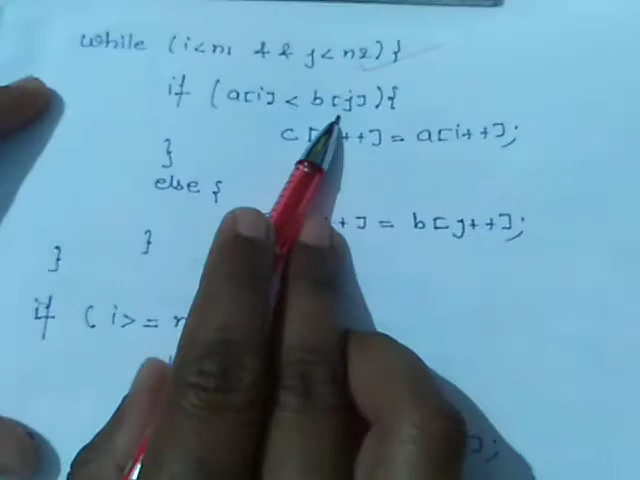 while (i<n1 && j<n2) {
if (a[i] < b[j]) {
c[ ++] = a[i++];
}
else {
+] = b[j++];
}
}
if (i>= n
];